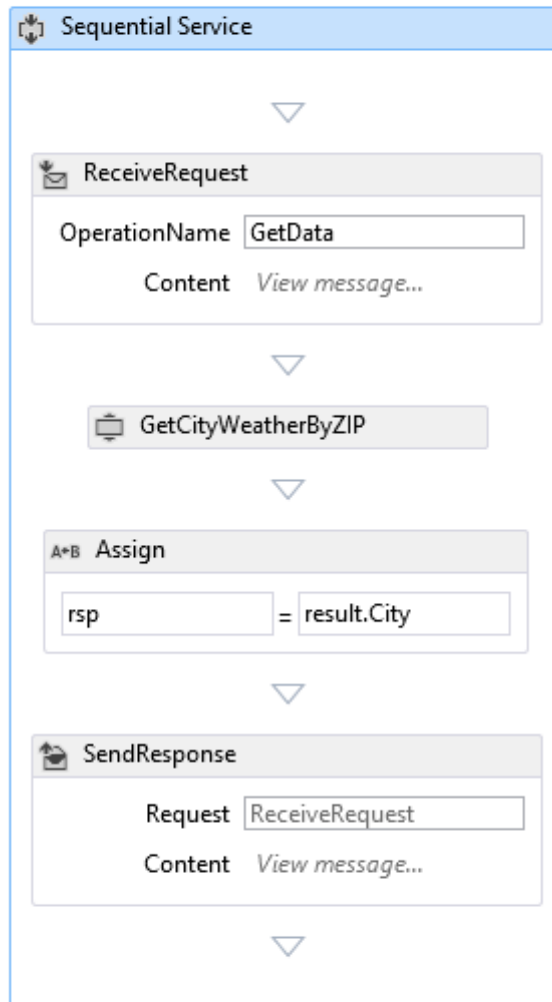 Sequential Service
ReceiveRequest
OperationName GetData
Content View message...
GetCityWeatherByZIP
A+B Assign
rsp = result.City
SendResponse
Request ReceiveRequest
Content View message...